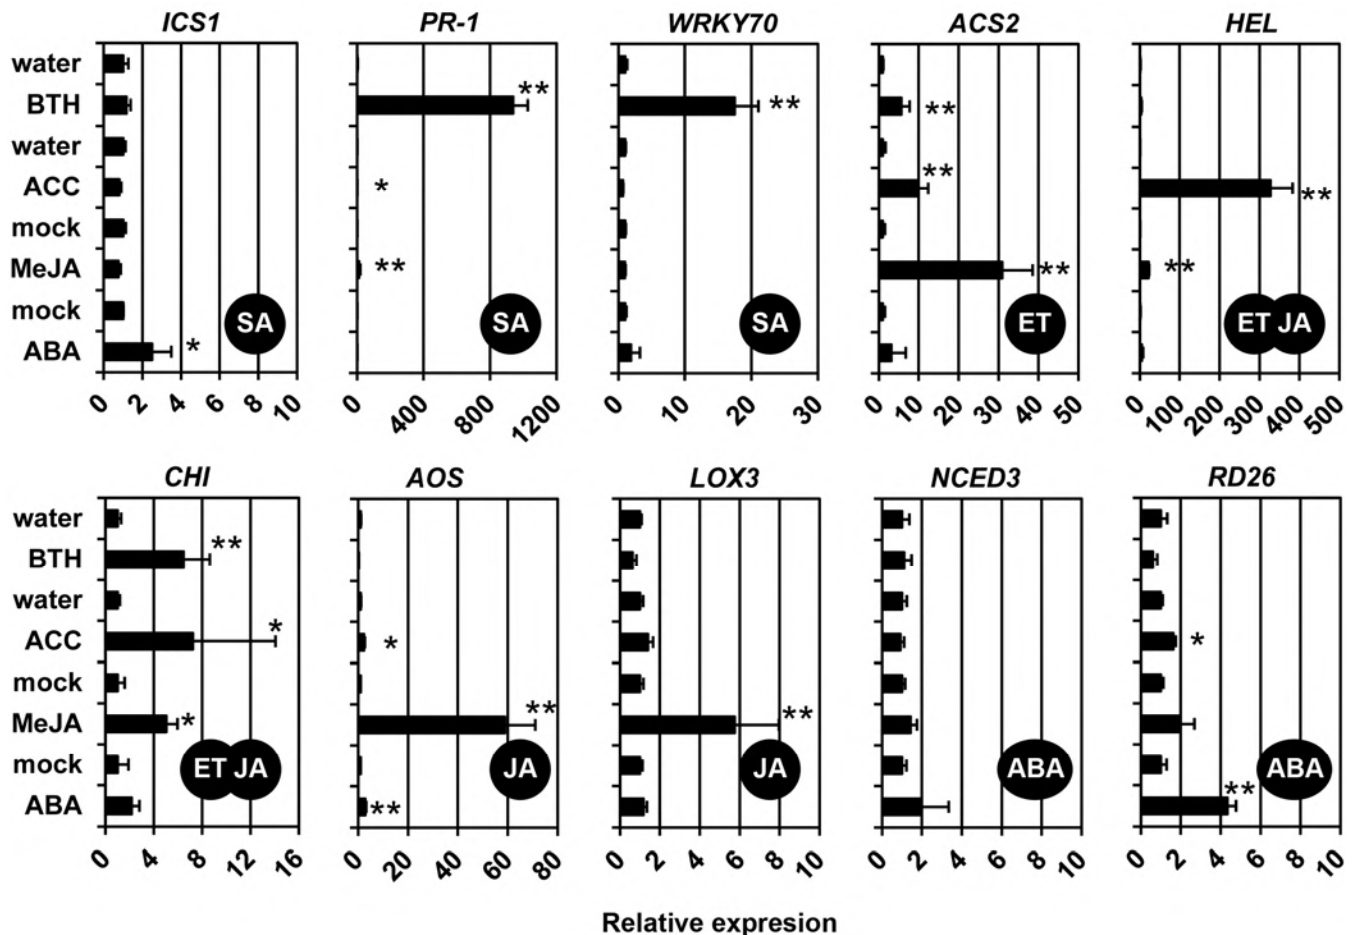 ICS1 PR-1 WRKY70 ACS2 HEL
water
BTH ** ** ** **
water
ACC * ** **
mock
MeJA ** ** **
mock SA SA SA ET ET JA
ABA *
0 2 4 6 8 10 0 400 800 1200 0 10 20 30 0 10 20 30 40 50 0 100 200 300 400 500
CHI AOS LOX3 NCED3 RD26
water
BTH **
water
ACC * * *
mock
MeJA * ** **
mock ET JA JA JA ABA ABA
ABA ** **
0 4 8 12 16 0 20 40 60 80 0 2 4 6 8 10 0 2 4 6 8 10 0 2 4 6 8 10
Relative expresion